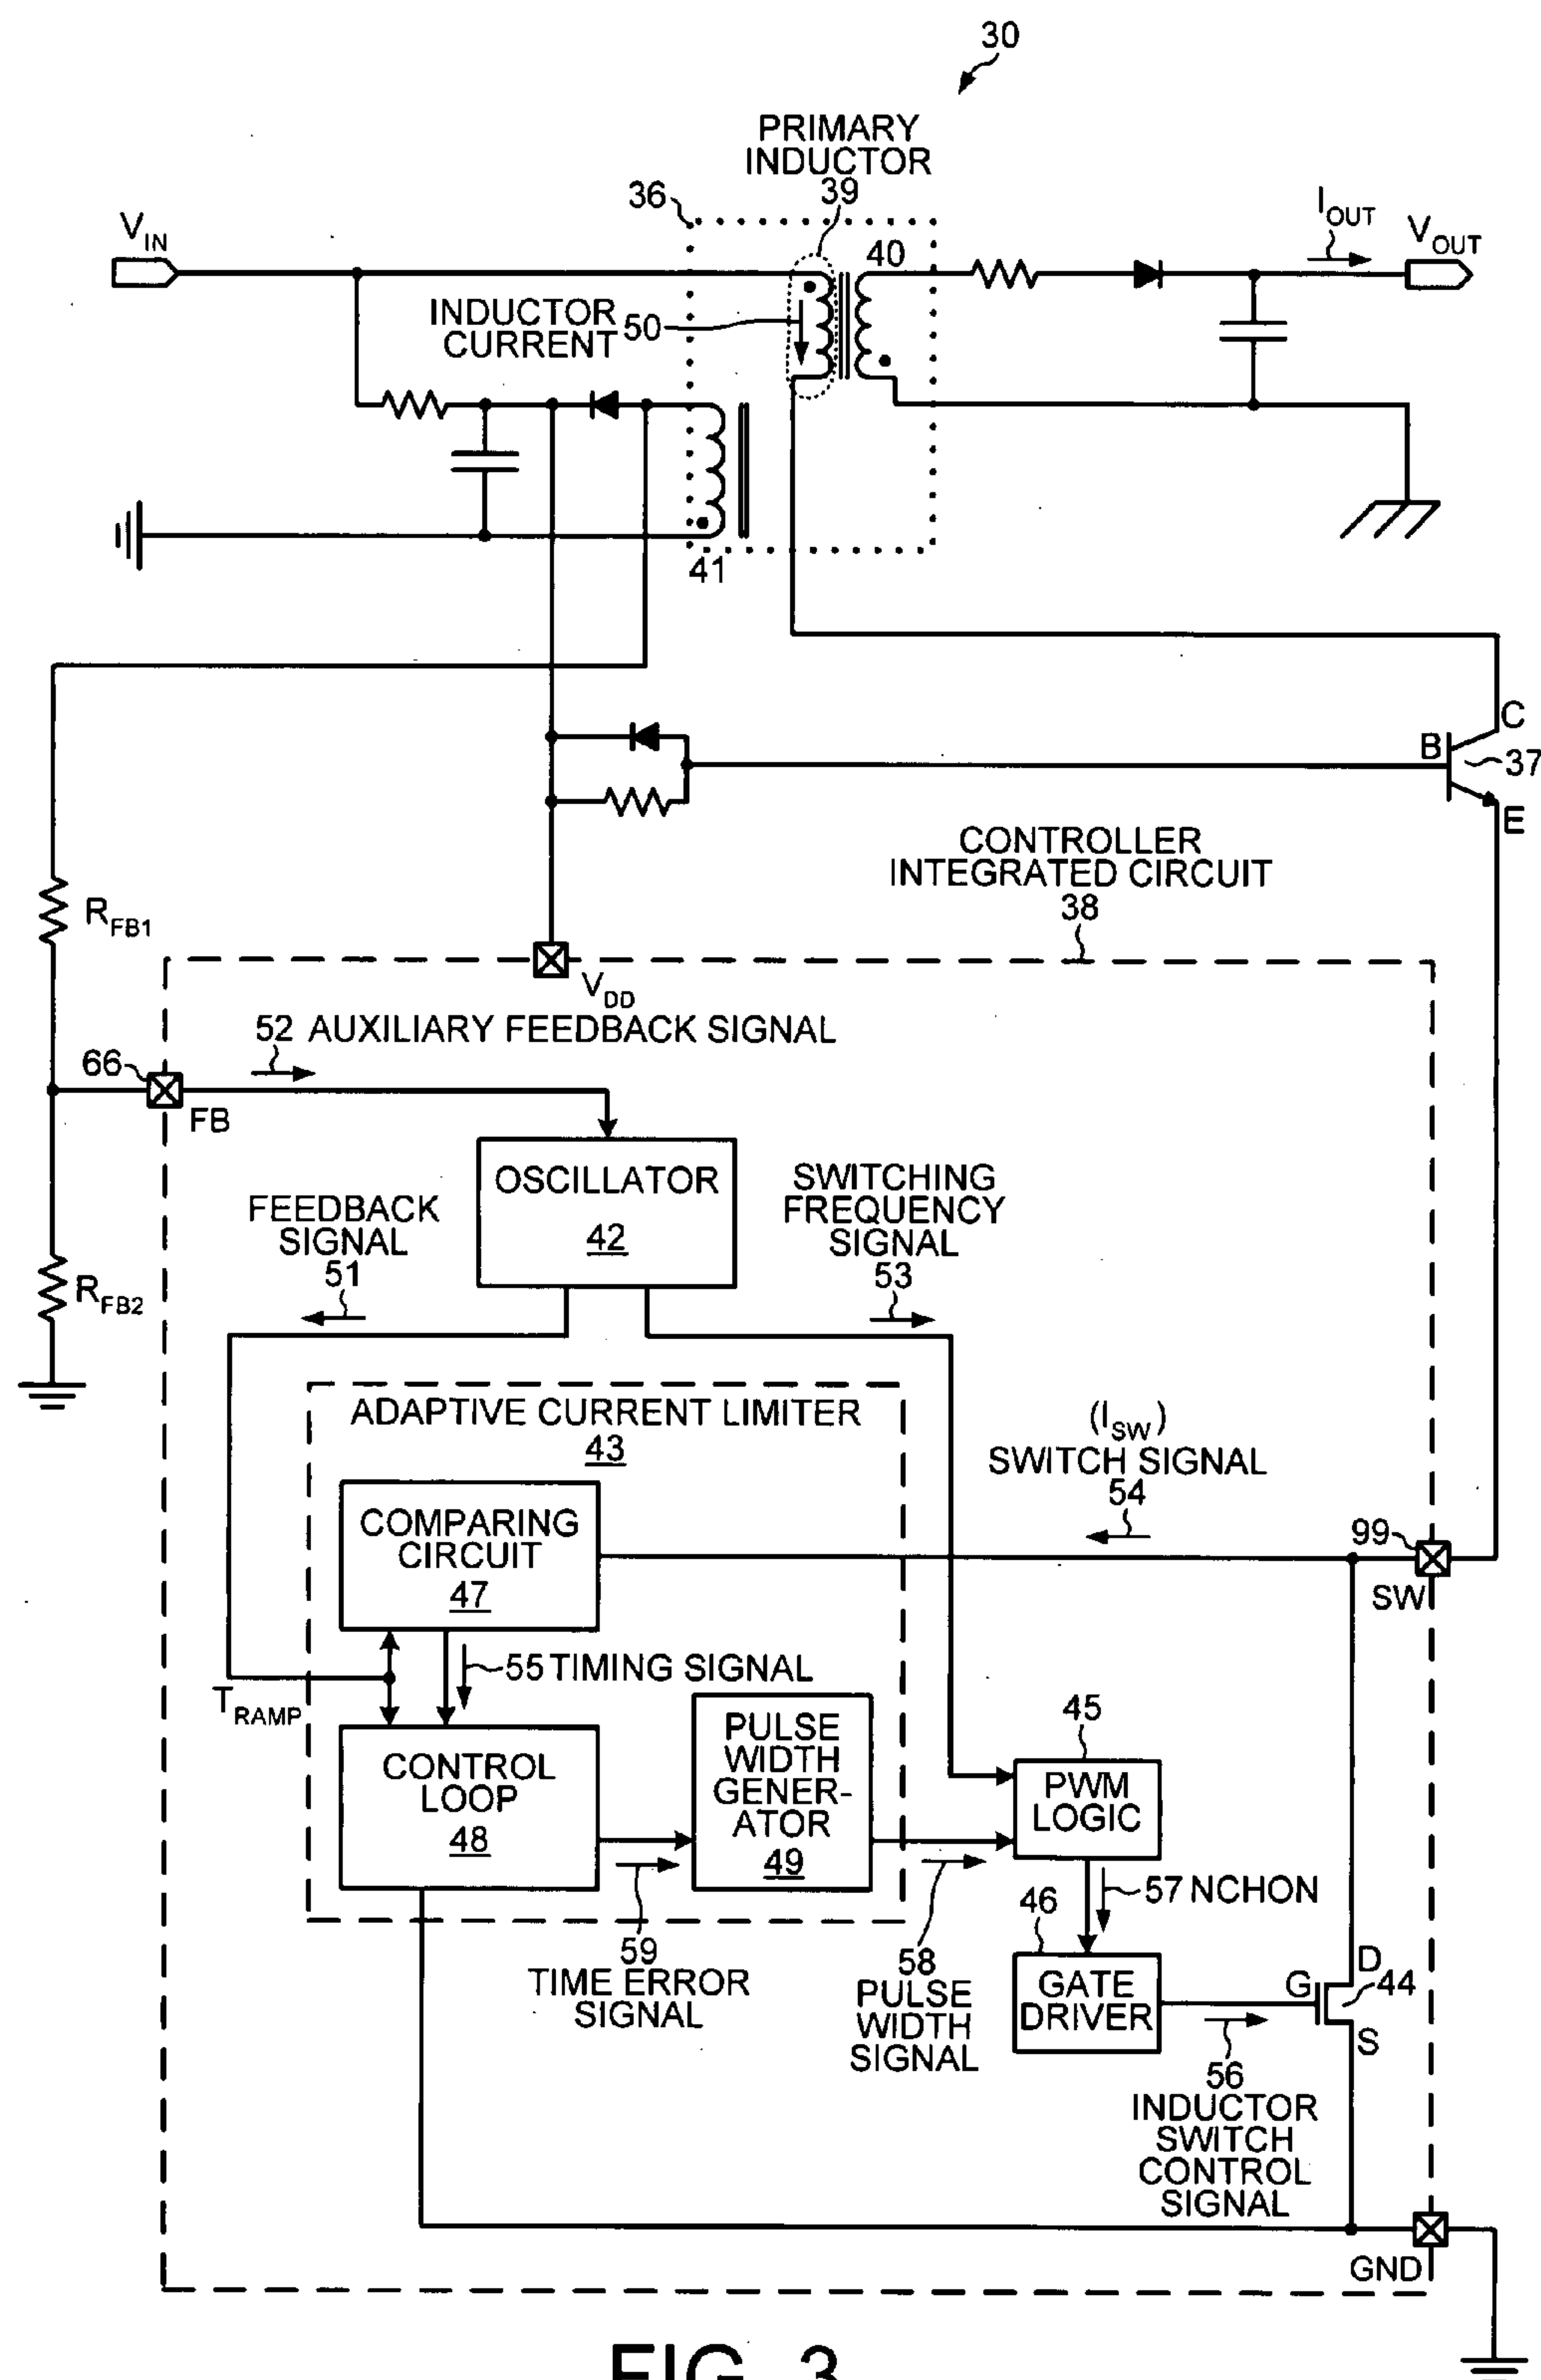 30
PRIMARY
INDUCTOR
39
36
V_IN
40
I_OUT
V_OUT
INDUCTOR
CURRENT
50
41
C
B
37
E
CONTROLLER
INTEGRATED CIRCUIT
38
R_FB1
V_DD
52 AUXILIARY FEEDBACK SIGNAL
66
FB
OSCILLATOR
42
FEEDBACK
SIGNAL
51
SWITCHING
FREQUENCY
SIGNAL
53
R_FB2
ADAPTIVE CURRENT LIMITER
43
(I_SW)
SWITCH SIGNAL
54
COMPARING
CIRCUIT
47
99
SW
55 TIMING SIGNAL
T_RAMP
CONTROL
LOOP
48
PULSE
WIDTH
GENER-
ATOR
49
45
PWM
LOGIC
57 NCHON
46
59
TIME ERROR
SIGNAL
58
PULSE
WIDTH
SIGNAL
GATE
DRIVER
D
G
44
S
56
INDUCTOR
SWITCH
CONTROL
SIGNAL
GND
FIG. 3